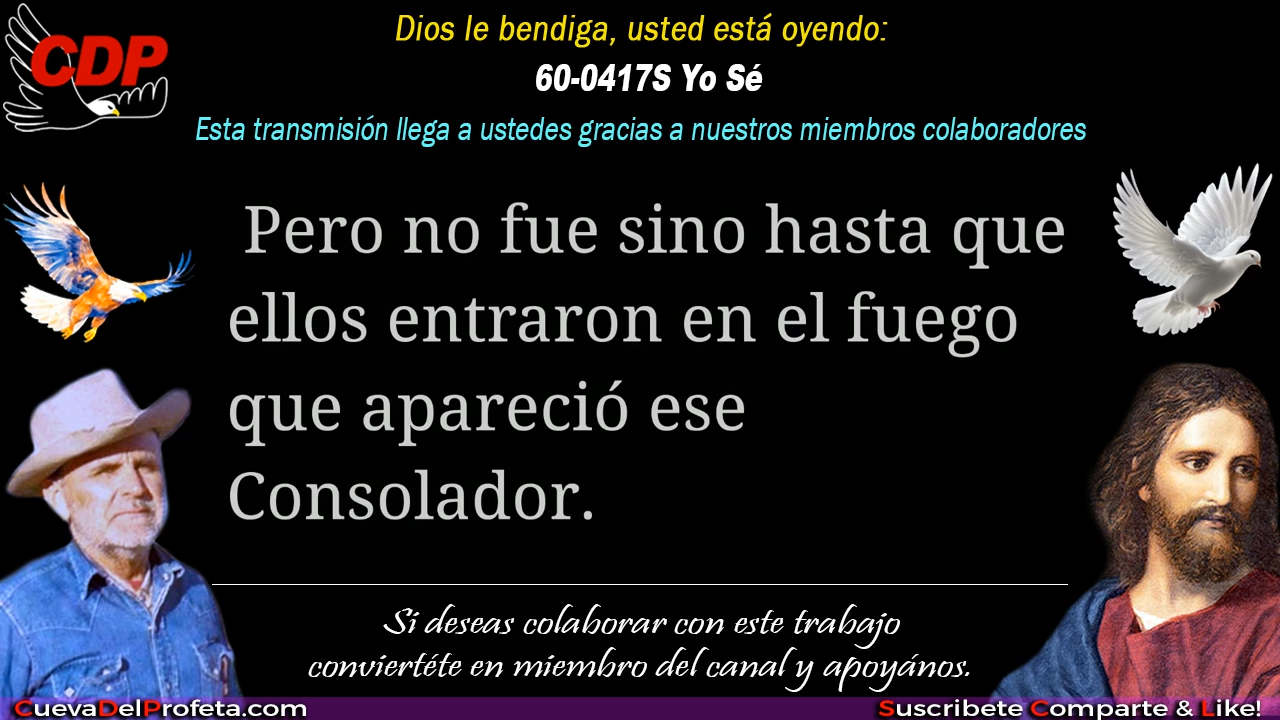 CDP
Dios le bendiga, usted está oyendo:
60-0417S Yo Sé
Esta transmisión llega a ustedes gracias a nuestros miembros colaboradores
Pero no fue sino hasta que
ellos entraron en el fuego
que apareció ese
Consolador.
Si deseas colaborar con este trabajo
conviertéte en miembro del canal y apoyános.
CuevaDelProfeta.com
Suscribete Comparte & Like!